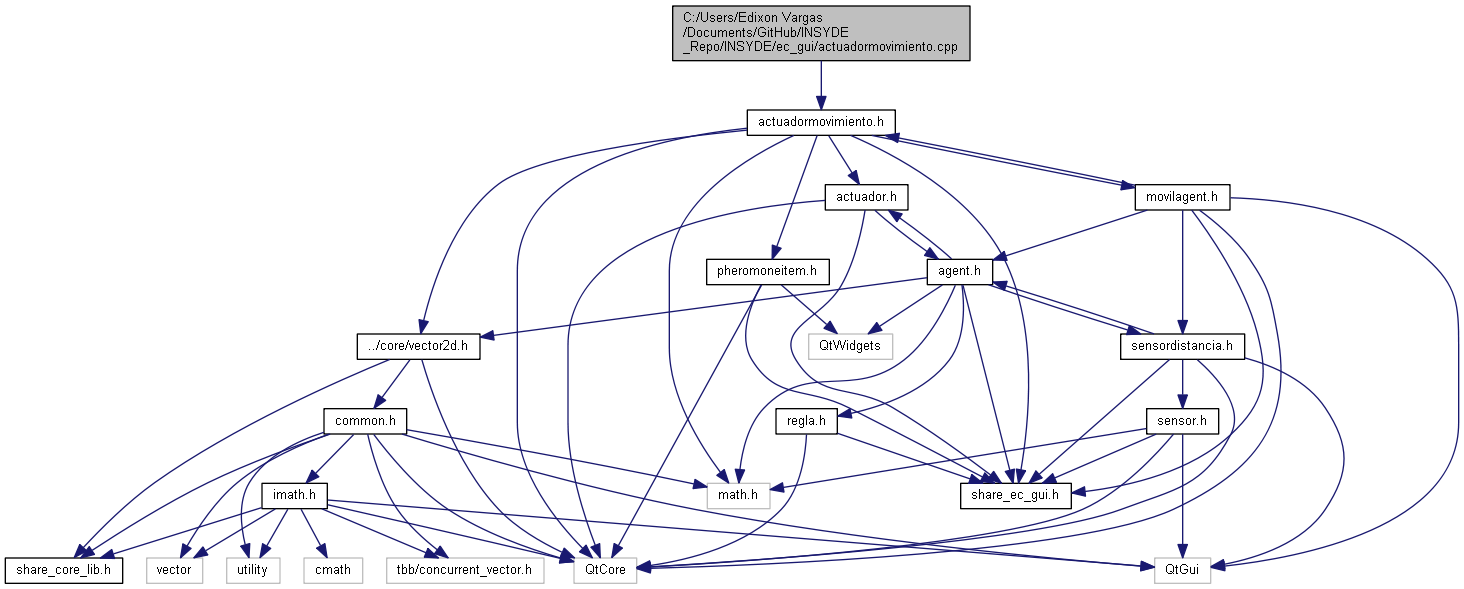 C:/Users/Edixon Vargas
/Documents/GitHub/INSYDE
_Repo/INSYDE/ec_gui/actuadormovimiento.cpp
actuadormovimiento.h
actuador.h
movilagent.h
pheromoneitem.h
agent.h
../core/vector2d.h
QtWidgets
sensordistancia.h
common.h
regla.h
sensor.h
imath.h
math.h
share_ec_gui.h
share_core_lib.h
vector
utility
cmath
tbb/concurrent_vector.h
QtCore
QtGui